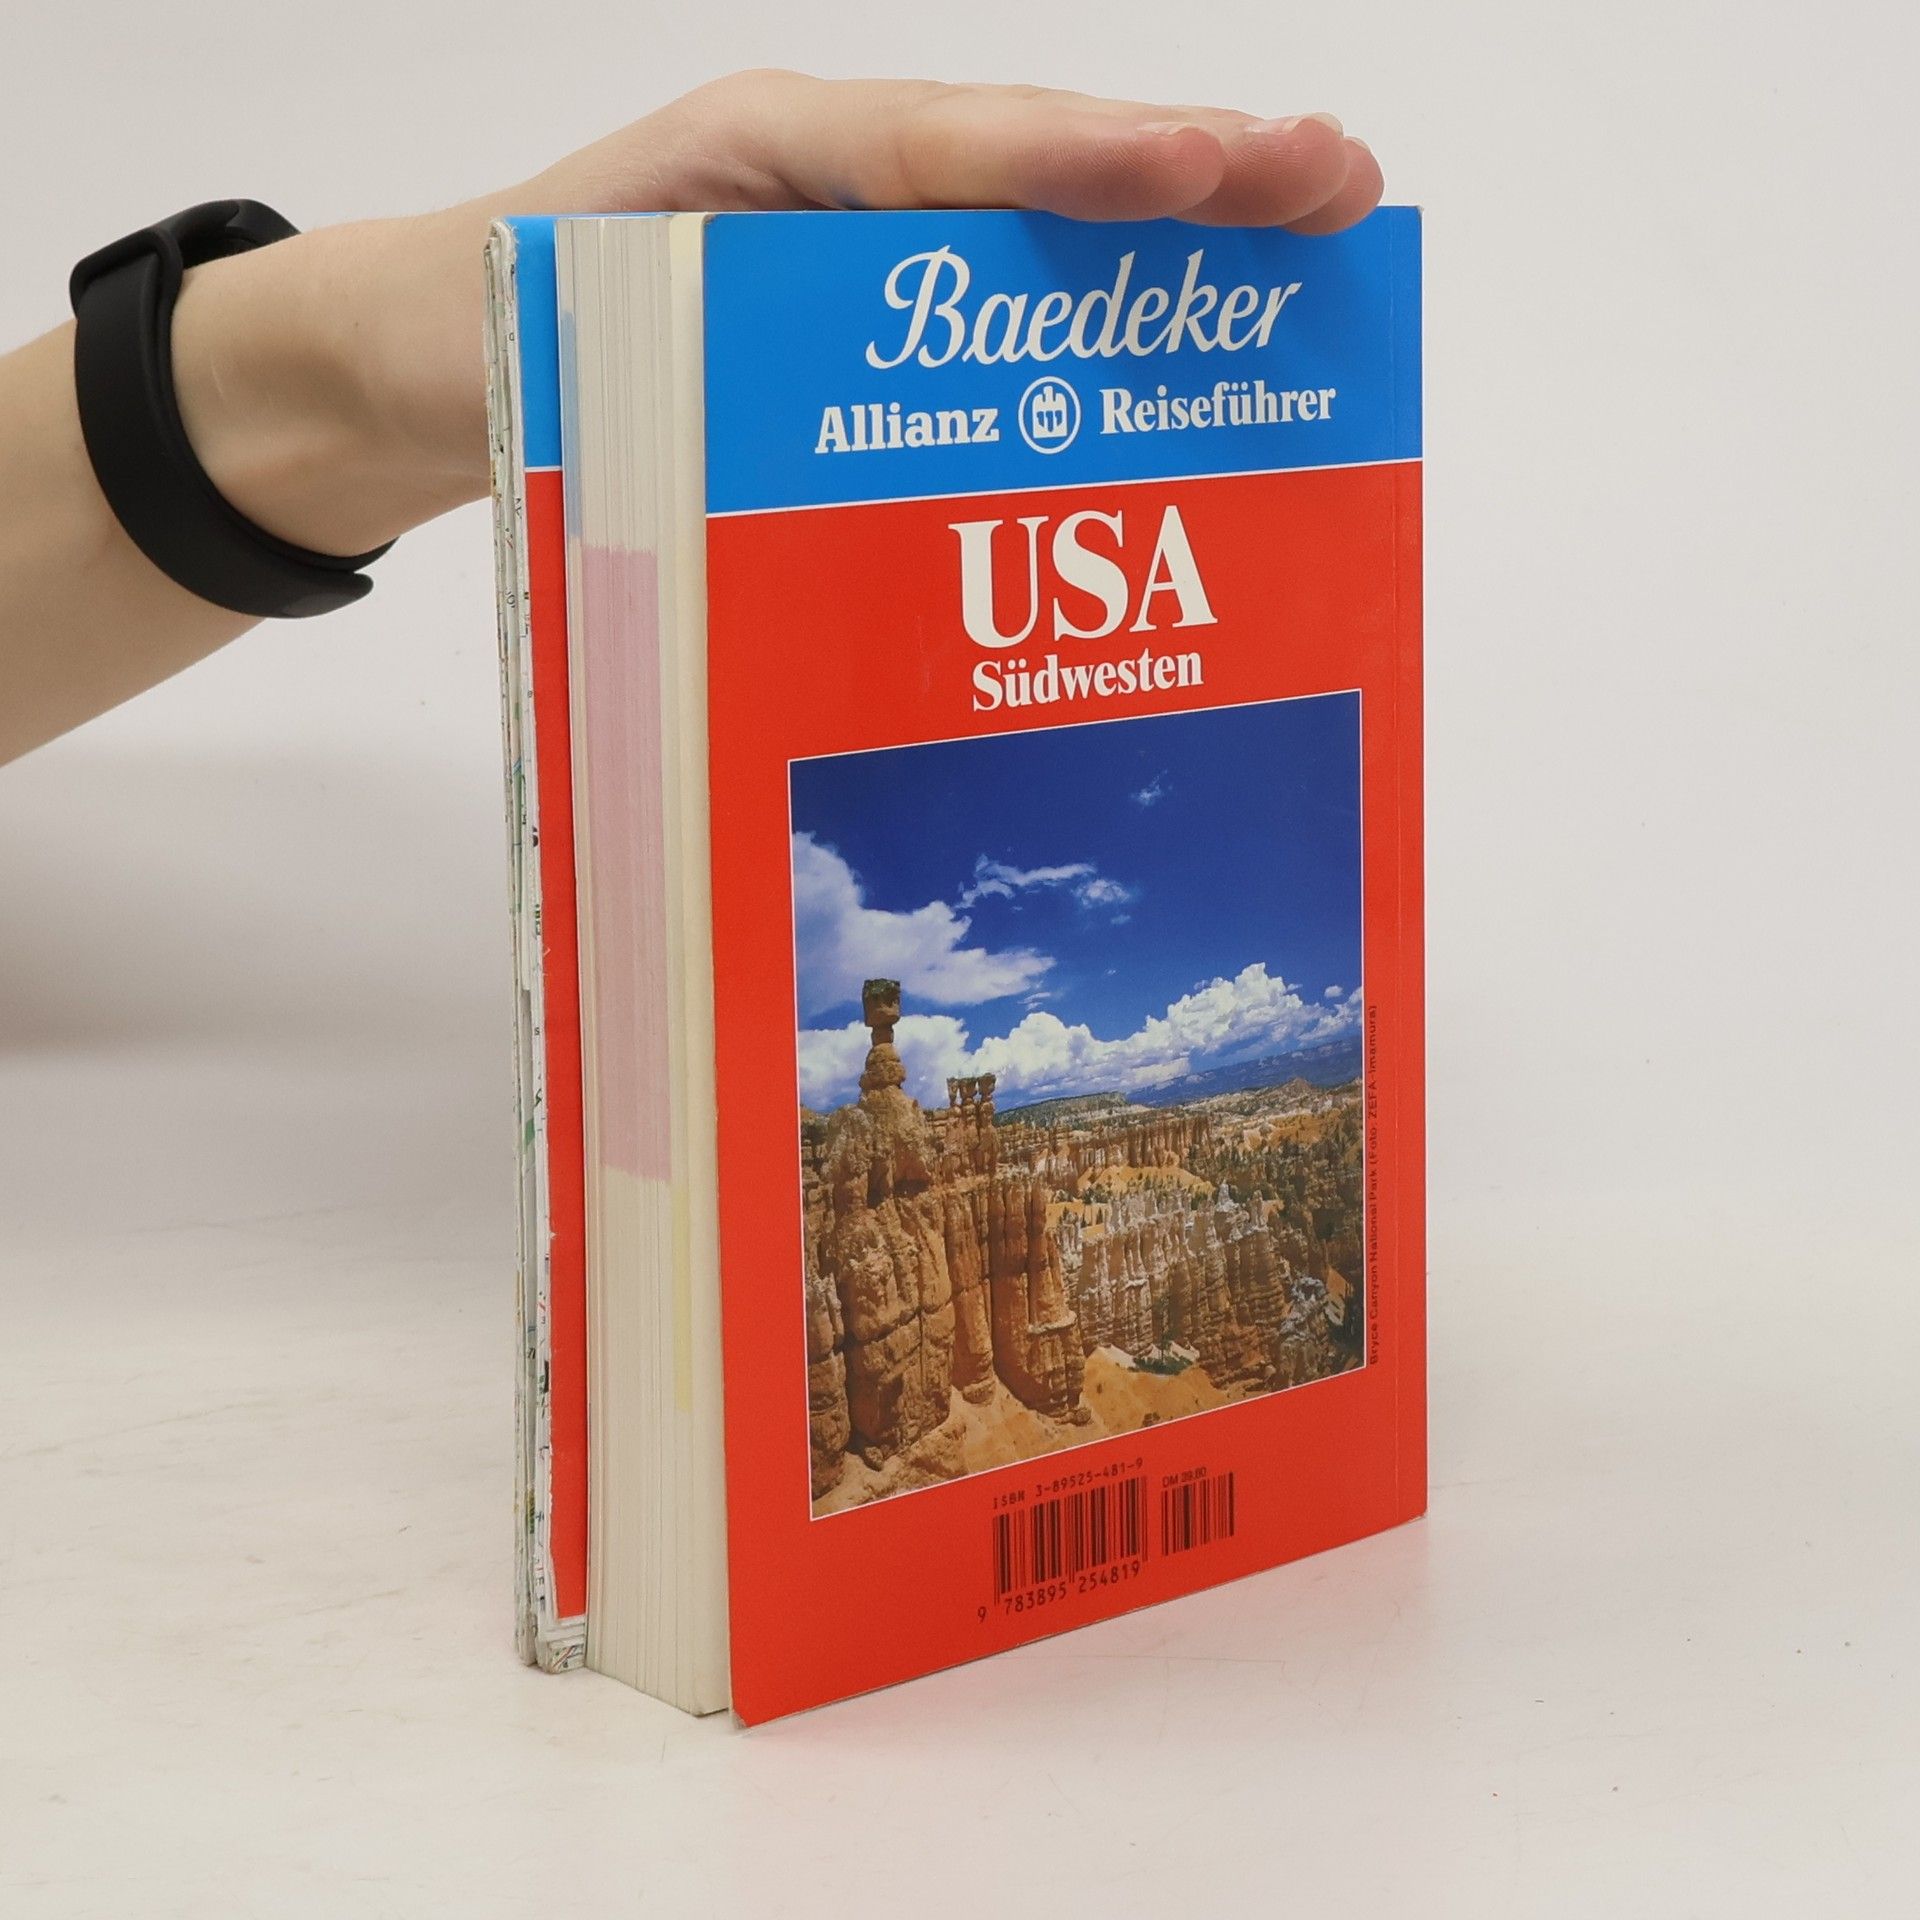 Baedeker
Allianz Reiseführer
USA
Südwesten
Bryce Canyon National Park (Foto: ZEFA-Imamura)
ISBN 3-89525-481-9
DM 39.80
9 783895 254819